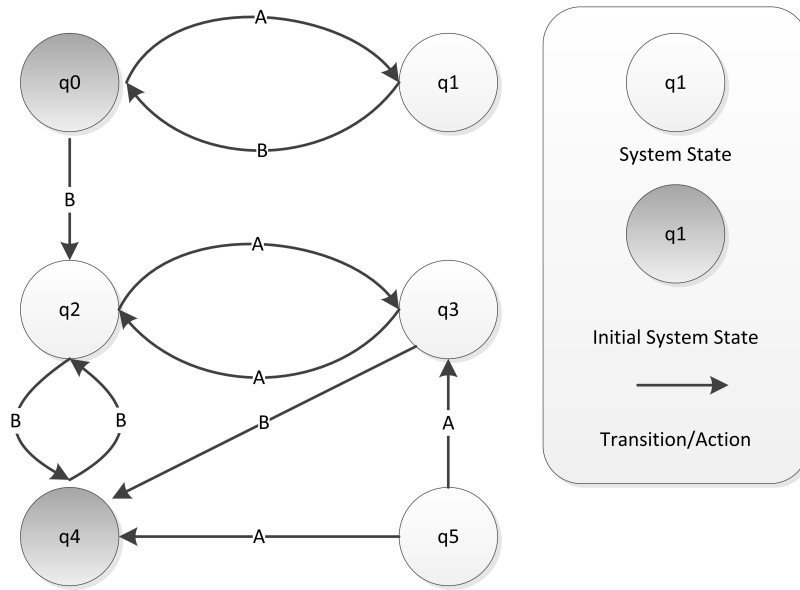 A
q0
q1
B
B
A
q2
q3
A
B
B
B
A
q4
A
q5
q1
System State
q1
Initial System State
Transition/Action